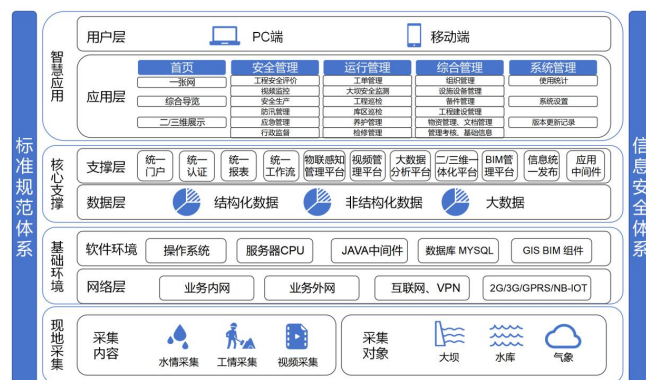 标准规范体系
智慧应用
用户层
PC端
移动端
应用层
首页
一张网
综合导览
二/三维展示
安全管理
工程安全评价
视频监控
安全生产
防汛管理
应急管理
行政监督
运行管理
工单管理
大坝安全监测
工程巡检
库区巡检
养护管理
检修管理
综合管理
组织管理
设施设备管理
备件管理
工程建设管理
物资管理、文档管理
管理考核、基础信息
系统管理
使用统计
系统设置
版本更新记录
核心支撑
支撑层
统一
门户
统一
认证
统一
报表
统一
工作流
物联感知
管理平台
视频管
理平台
大数据
分析平台
二/三维一
体化平台
BIM管
理平台
信息统
一发布
应用
中间件
数据层
结构化数据
非结构化数据
大数据
基础环境
软件环境
操作系统
服务器CPU
JAVA中间件
数据库 MYSQL
GIS BIM 组件
网络层
业务内网
业务外网
互联网、VPN
2G/3G/GPRS/NB-IOT
现地采集
采集
内容
水情采集
工情采集
视频采集
采集
对象
大坝
水库
气象
信息安全体系